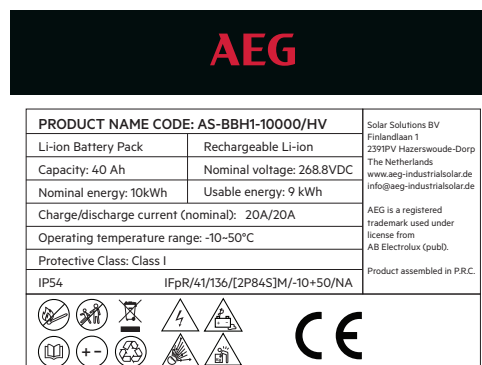 AEG
PRODUCT NAME CODE: AS-BBH1-10000/HV
Li-ion Battery Pack
Rechargeable Li-ion
Capacity: 40 Ah
Nominal voltage: 268.8VDC
Nominal energy: 10kWh
Usable energy: 9 kWh
Charge/discharge current (nominal): 20A/20A
Operating temperature range: -10~50°C
Protective Class: Class I
IP54
IFpR/41/136/[2P84S]M/-10+50/NA
Solar Solutions BV
Finlandlaan 1
2391PV Hazerswoude-Dorp
The Netherlands
www.aeg-industrialsolar.de
info@aeg-industrialsolar.de
AEG is a registered
trademark used under
license from
AB Electrolux (publ).
Product assembled in P.R.C.
+ -
CE